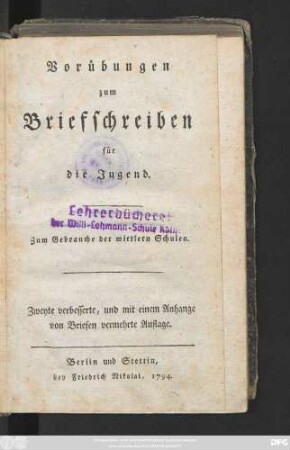 Vorübungen
zum
Briefschreiben
für
die Jugend.
Lehrerbücherei
der Willi-Lohmann-Schule Köln
Zum Gebrauche der mittlern Schulen.
Zweyte verbesserte, und mit einem Anhange
von Briefen vermehrte Auflage.
Berlin und Stettin,
bey Friedrich Nikolai, 1794.
DFG